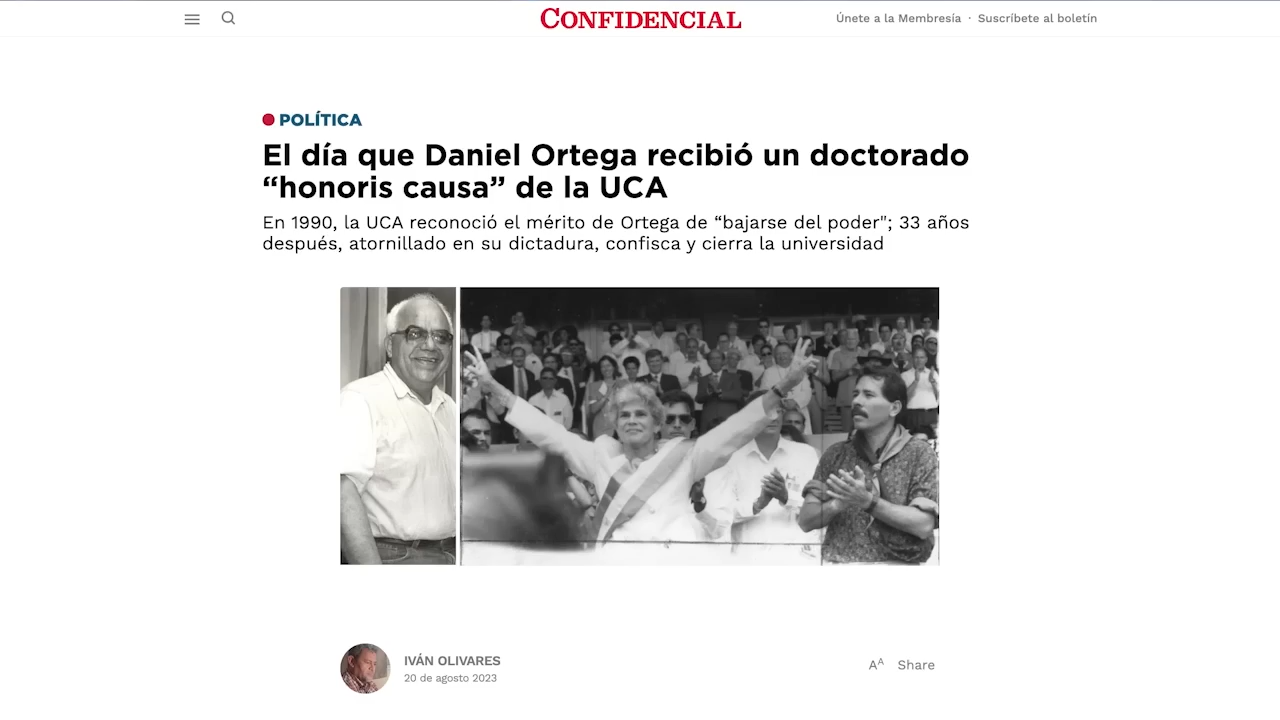 CONFIDENCIAL
Únete a la Membresía · Suscríbete al boletín
POLÍTICA
El día que Daniel Ortega recibió un doctorado
“honoris causa” de la UCA
En 1990, la UCA reconoció el mérito de Ortega de “bajarse del poder"; 33 años
después, atornillado en su dictadura, confisca y cierra la universidad
IVÁN OLIVARES
20 de agosto 2023
AA Share